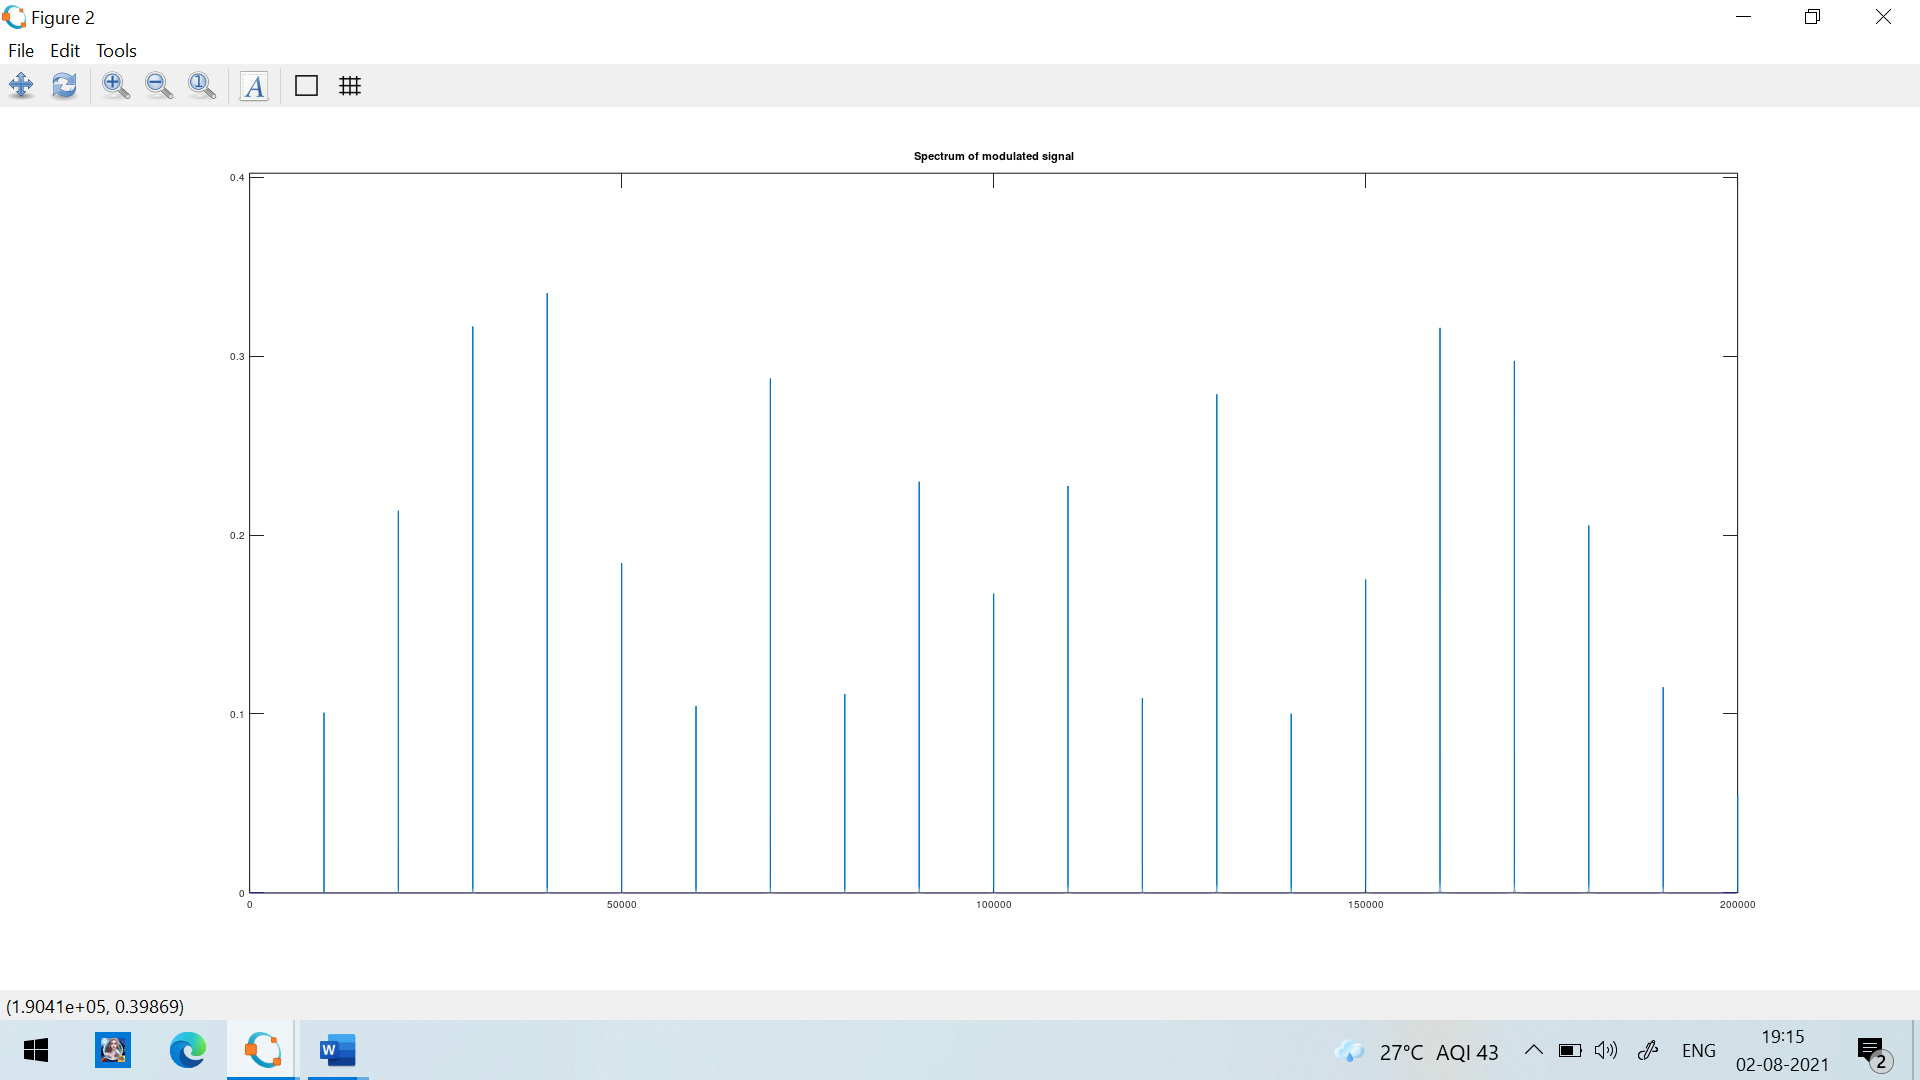 Figure 2
File Edit Tools
Spectrum of modulated signal
0.4
0.3
0.2
0.1
0
0 50000 100000 150000 200000
(1.9041e+05, 0.39869)
27°C AQI 43 ENG 19:15
02-08-2021 2